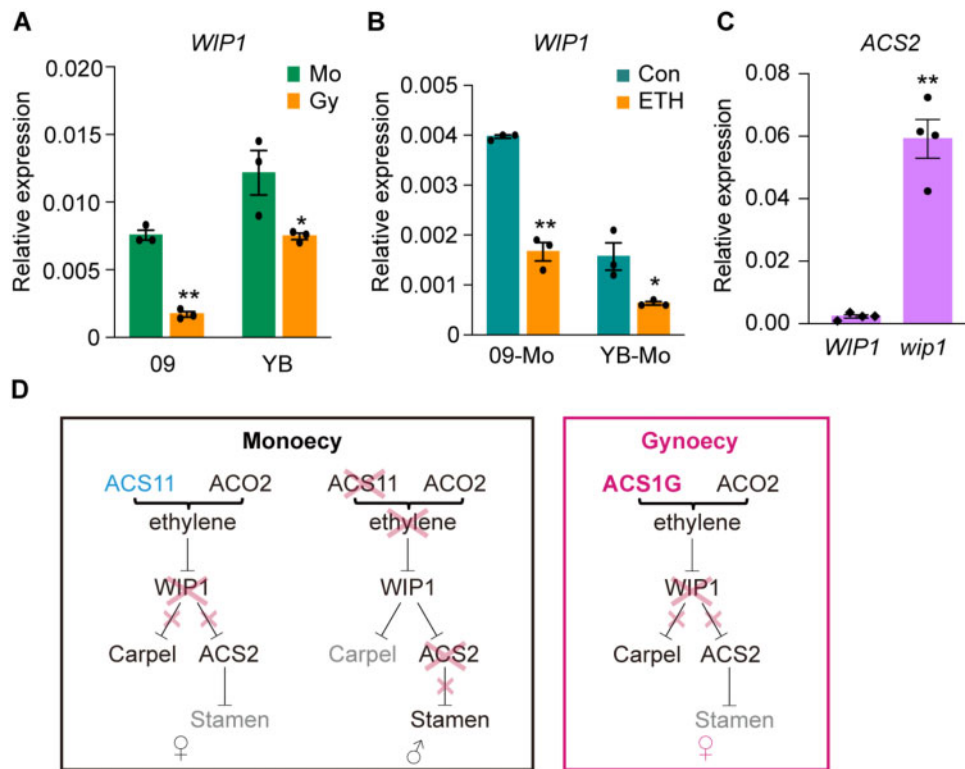 A
WIP1
Relative expression
0.020
0.015
0.010
0.005
0
Mo
Gy
**
*
09
YB
B
WIP1
Relative expression
0.006
0.005
0.004
0.003
0.002
0.001
0
Con
ETH
**
*
09-Mo
YB-Mo
C
ACS2
Relative expression
0.08
0.06
0.04
0.02
0.00
**
WIP1
wip1
D
Monoecy
ACS11 ACO2
ethylene
WIP1
Carpel ACS2
Stamen
♀
ACS11 ACO2
ethylene
WIP1
Carpel ACS2
Stamen
♂
Gynoecy
ACS1G ACO2
ethylene
WIP1
Carpel ACS2
Stamen
♀